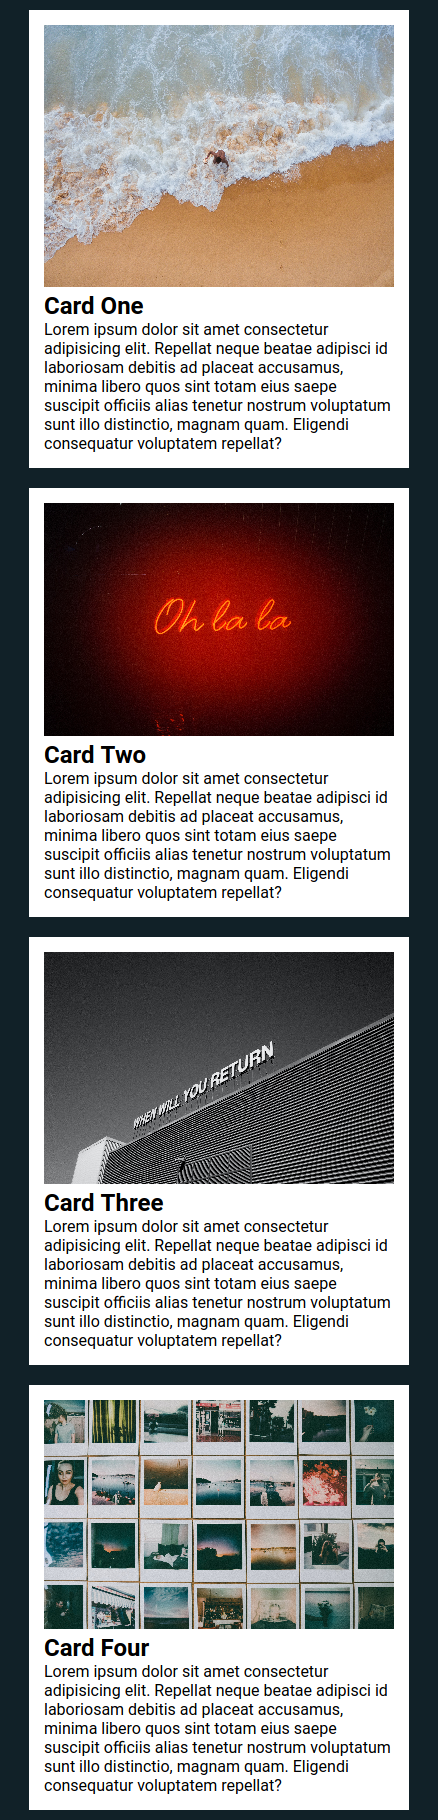 Card One
Lorem ipsum dolor sit amet consectetur
adipisicing elit. Repellat neque beatae adipisci id
laboriosam debitis ad placeat accusamus,
minima libero quos sint totam eius saepe
suscipit officiis alias tenetur nostrum voluptatum
sunt illo distinctio, magnam quam. Eligendi
consequatur voluptatem repellat?
Oh la la
Card Two
Lorem ipsum dolor sit amet consectetur
adipisicing elit. Repellat neque beatae adipisci id
laboriosam debitis ad placeat accusamus,
minima libero quos sint totam eius saepe
suscipit officiis alias tenetur nostrum voluptatum
sunt illo distinctio, magnam quam. Eligendi
consequatur voluptatem repellat?
WHEN WILL YOU RETURN
Card Three
Lorem ipsum dolor sit amet consectetur
adipisicing elit. Repellat neque beatae adipisci id
laboriosam debitis ad placeat accusamus,
minima libero quos sint totam eius saepe
suscipit officiis alias tenetur nostrum voluptatum
sunt illo distinctio, magnam quam. Eligendi
consequatur voluptatem repellat?
Card Four
Lorem ipsum dolor sit amet consectetur
adipisicing elit. Repellat neque beatae adipisci id
laboriosam debitis ad placeat accusamus,
minima libero quos sint totam eius saepe
suscipit officiis alias tenetur nostrum voluptatum
sunt illo distinctio, magnam quam. Eligendi
consequatur voluptatem repellat?